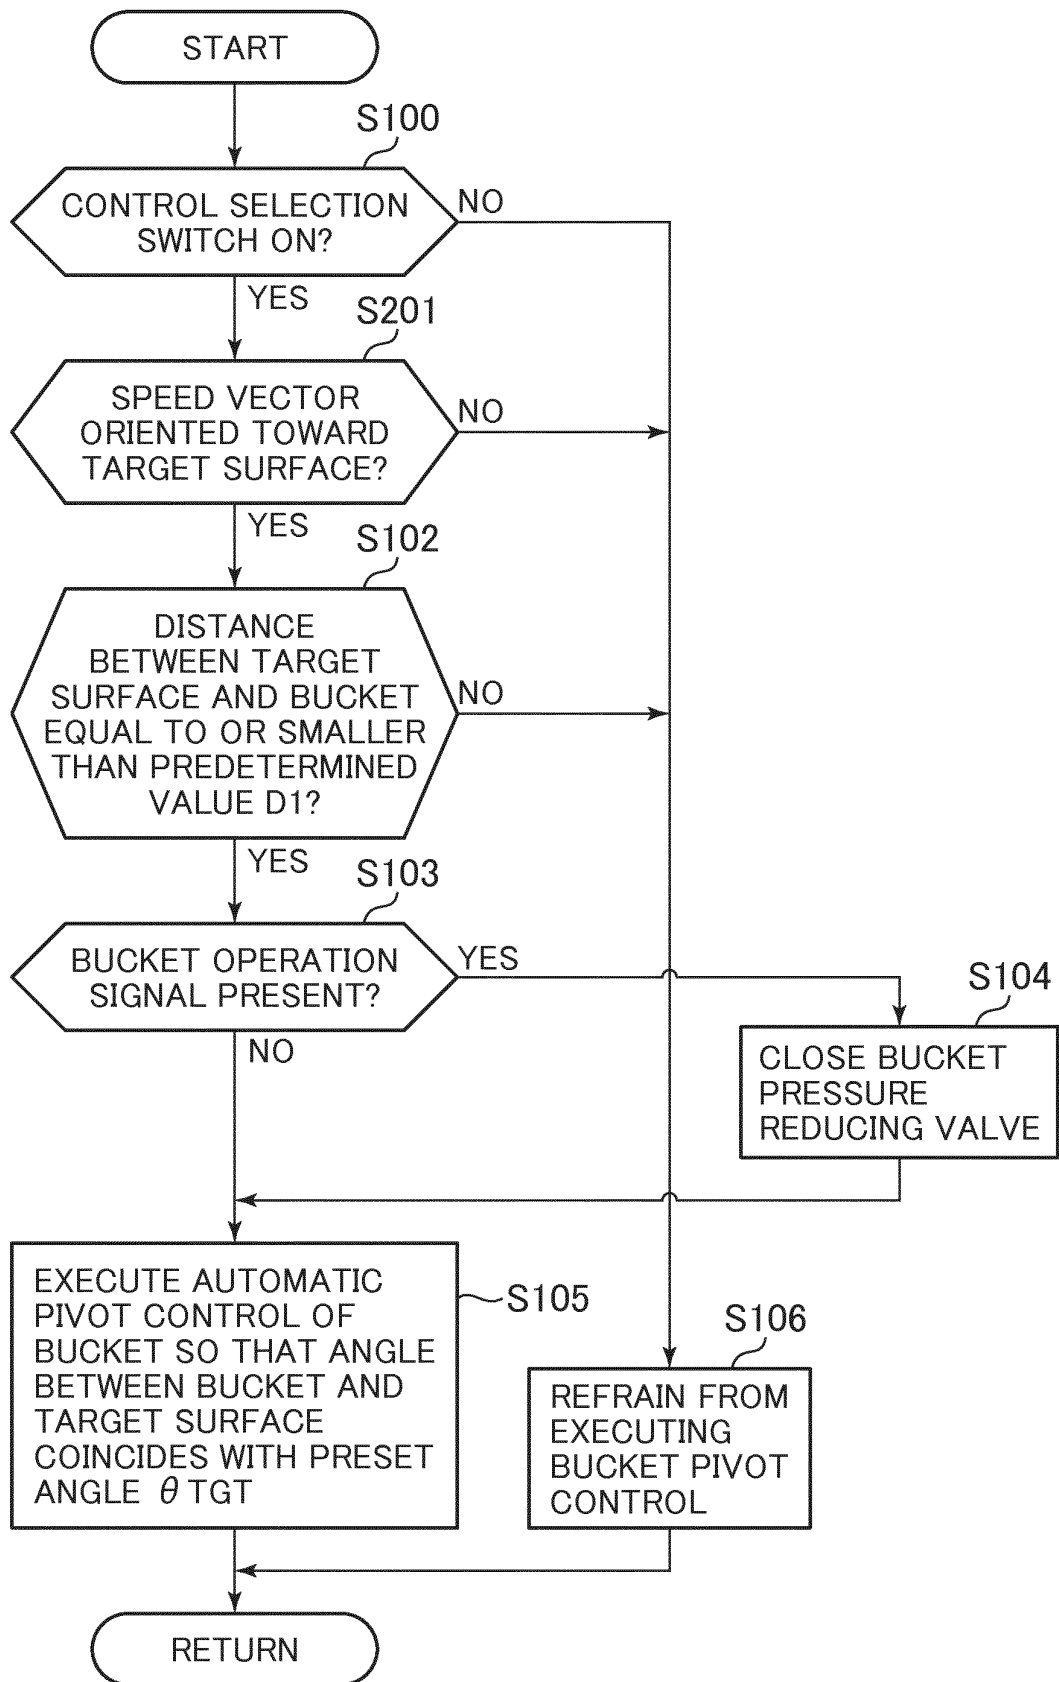 START
S100
CONTROL SELECTION
SWITCH ON?
NO
YES
S201
SPEED VECTOR
ORIENTED TOWARD
TARGET SURFACE?
NO
YES
S102
DISTANCE
BETWEEN TARGET
SURFACE AND BUCKET
EQUAL TO OR SMALLER
THAN PREDETERMINED
VALUE D1?
NO
YES
S103
BUCKET OPERATION
SIGNAL PRESENT?
YES
NO
S104
CLOSE BUCKET
PRESSURE
REDUCING VALVE
EXECUTE AUTOMATIC
PIVOT CONTROL OF
BUCKET SO THAT ANGLE
BETWEEN BUCKET AND
TARGET SURFACE
COINCIDES WITH PRESET
ANGLE θ TGT
S105
S106
REFRAIN FROM
EXECUTING
BUCKET PIVOT
CONTROL
RETURN